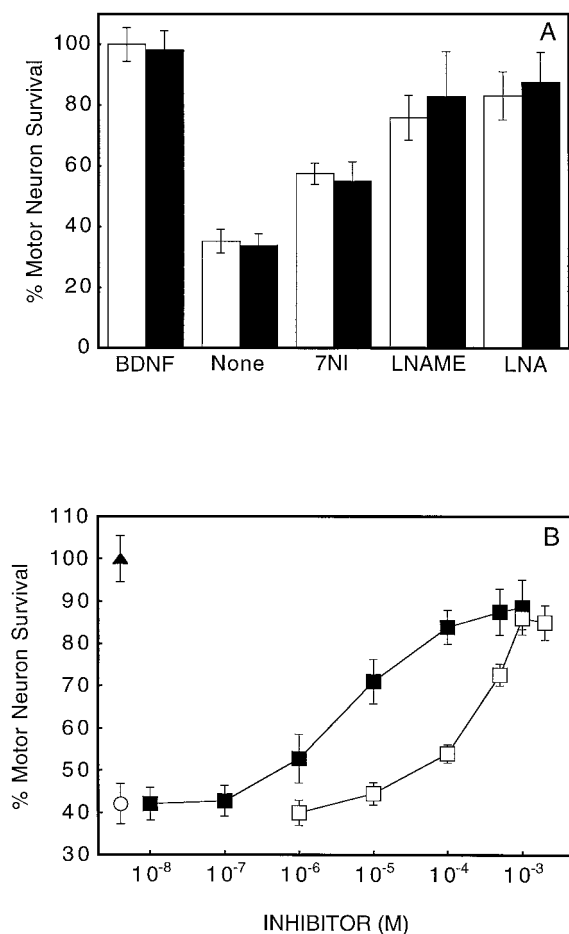 A
% Motor Neuron Survival
100
80
60
40
20
0
BDNF None 7NI LNAME LNA
B
% Motor Neuron Survival
110
100
90
80
70
60
50
40
30
10⁻⁸ 10⁻⁷ 10⁻⁶ 10⁻⁵ 10⁻⁴ 10⁻³
INHIBITOR (M)